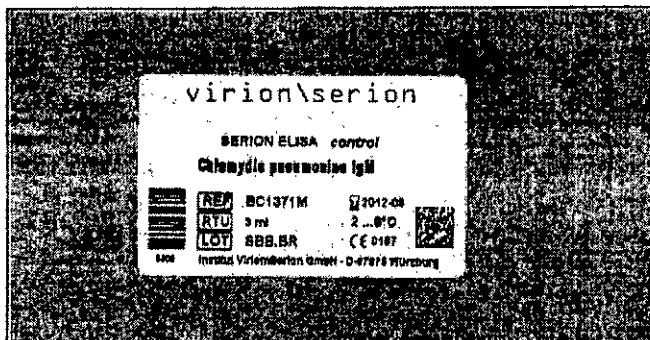 virion\serion
SERION ELISA control
Chlamydia pneumoniae IgM
REF BC1371M 2012-08
RTU 3 ml 2 ...8°C
LOT SBB.BR CE 0197
Institut Virion\Serion GmbH - D-97076 Würzburg